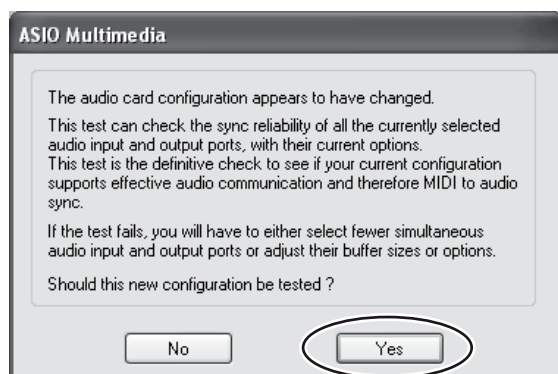 ASIO Multimedia
The audio card configuration appears to have changed.
This test can check the sync reliability of all the currently selected
audio input and output ports, with their current options.
This test is the definitive check to see if your current configuration
supports effective audio communication and therefore MIDI to audio
sync.
If the test fails, you will have to either select fewer simultaneous
audio input and output ports or adjust their buffer sizes or options.
Should this new configuration be tested ?
No Yes